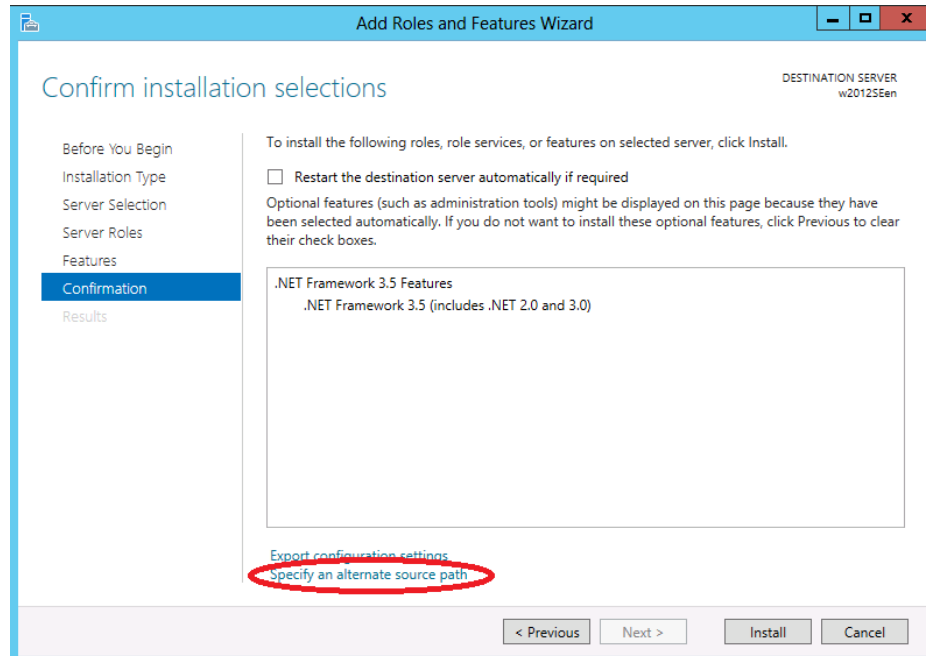 Add Roles and Features Wizard
Confirm installation selections
DESTINATION SERVER
w2012SEen
Before You Begin
Installation Type
Server Selection
Server Roles
Features
Confirmation
Results
To install the following roles, role services, or features on selected server, click Install.
Restart the destination server automatically if required
Optional features (such as administration tools) might be displayed on this page because they have
been selected automatically. If you do not want to install these optional features, click Previous to clear
their check boxes.
.NET Framework 3.5 Features
.NET Framework 3.5 (includes .NET 2.0 and 3.0)
Export configuration settings
Specify an alternate source path
< Previous
Next >
Install
Cancel